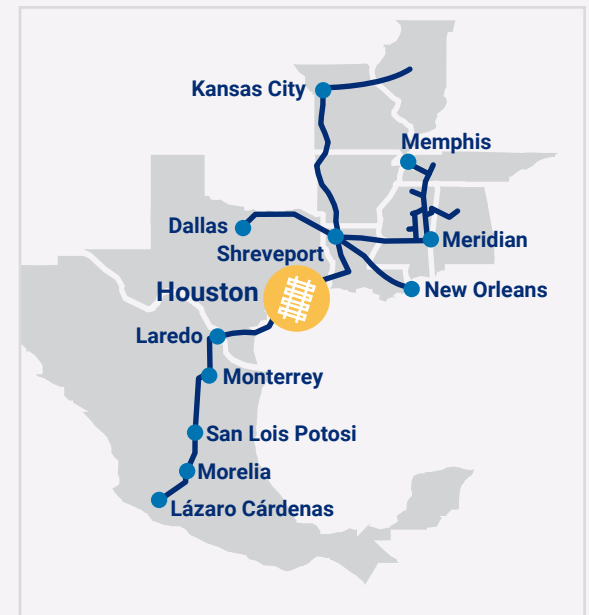 Kansas City
Memphis
Dallas
Shreveport
Meridian
Houston
New Orleans
Laredo
Monterrey
San Lois Potosi
Morelia
Lázaro Cárdenas